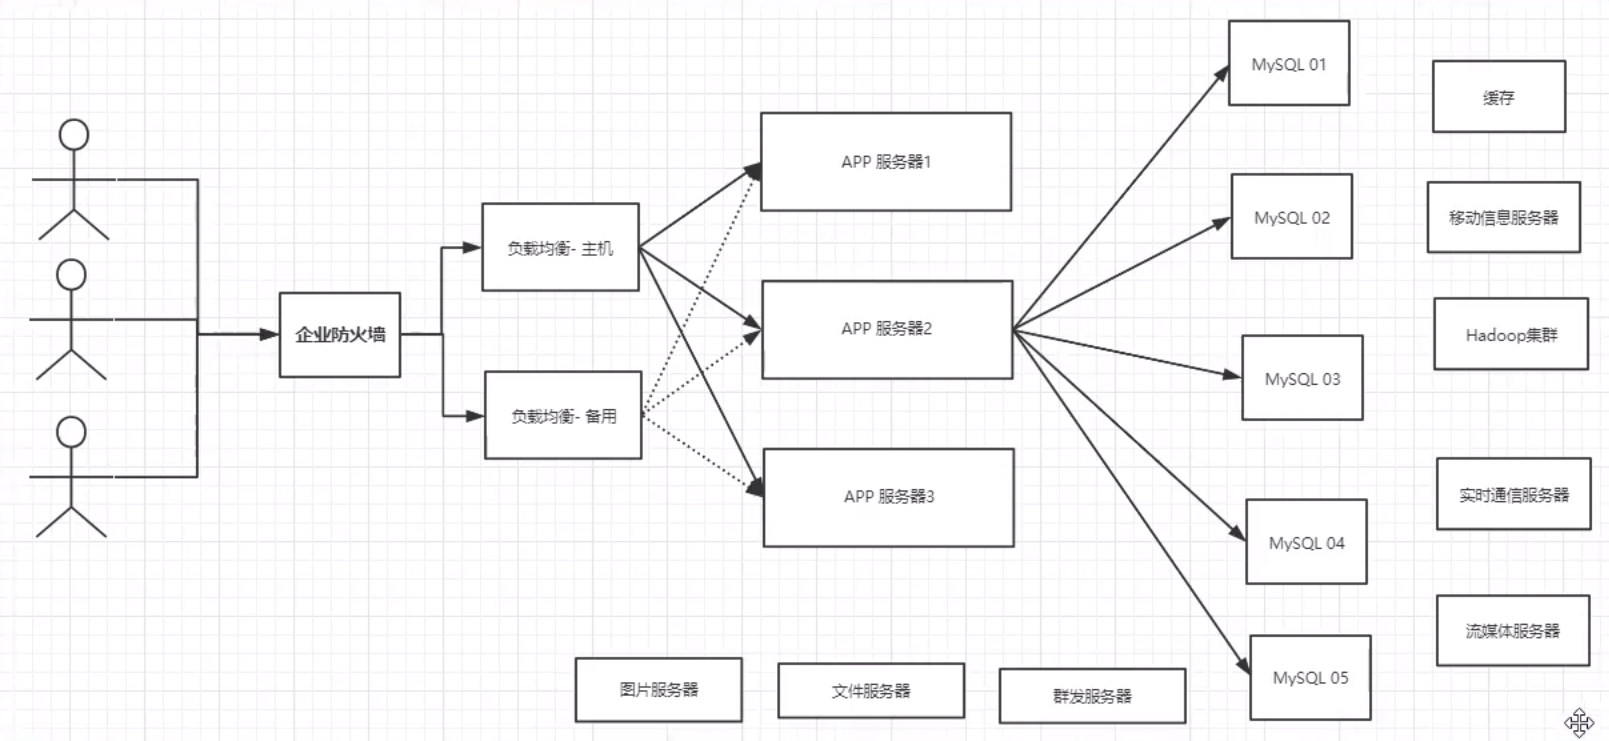 企业防火墙
负载均衡- 主机
负载均衡- 备用
APP 服务器1
APP 服务器2
APP 服务器3
MySQL 01
MySQL 02
MySQL 03
MySQL 04
MySQL 05
缓存
移动信息服务器
Hadoop集群
实时通信服务器
流媒体服务器
图片服务器
文件服务器
群发服务器